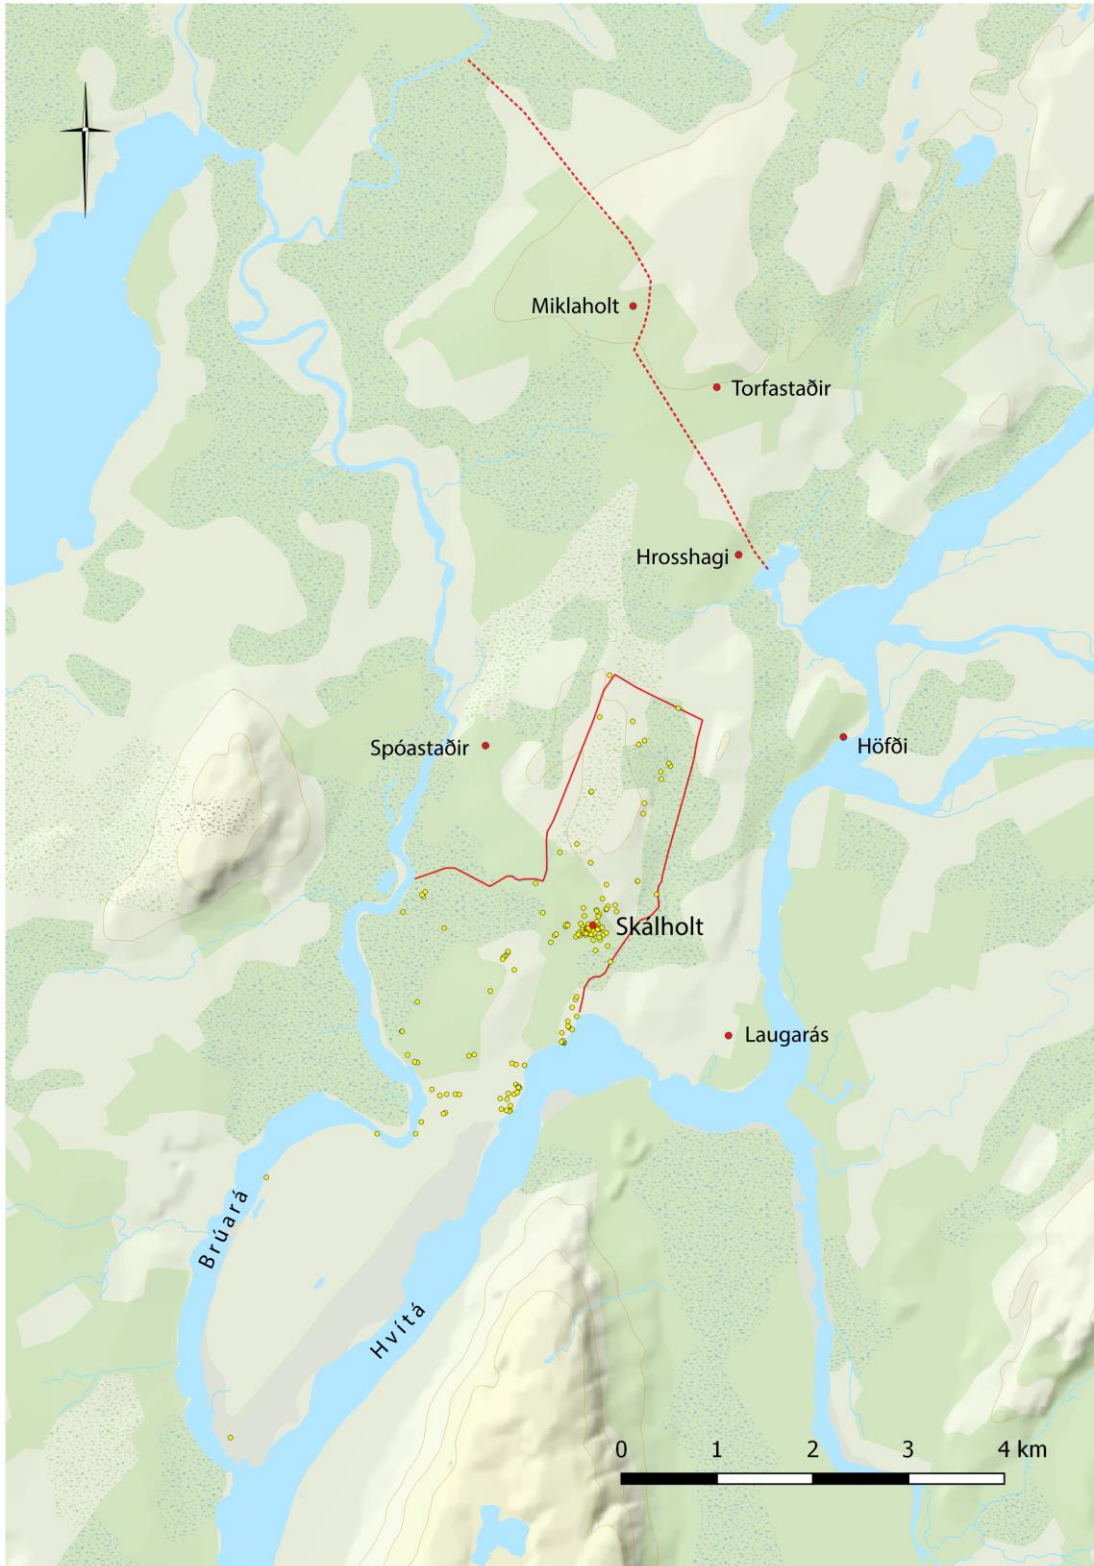 Miklaholt
Torfastaðir
Hrosshagi
Spóastaðir
Höfði
Skálholt
Laugarás
Brúará
Hvítá
0 1 2 3 4 km